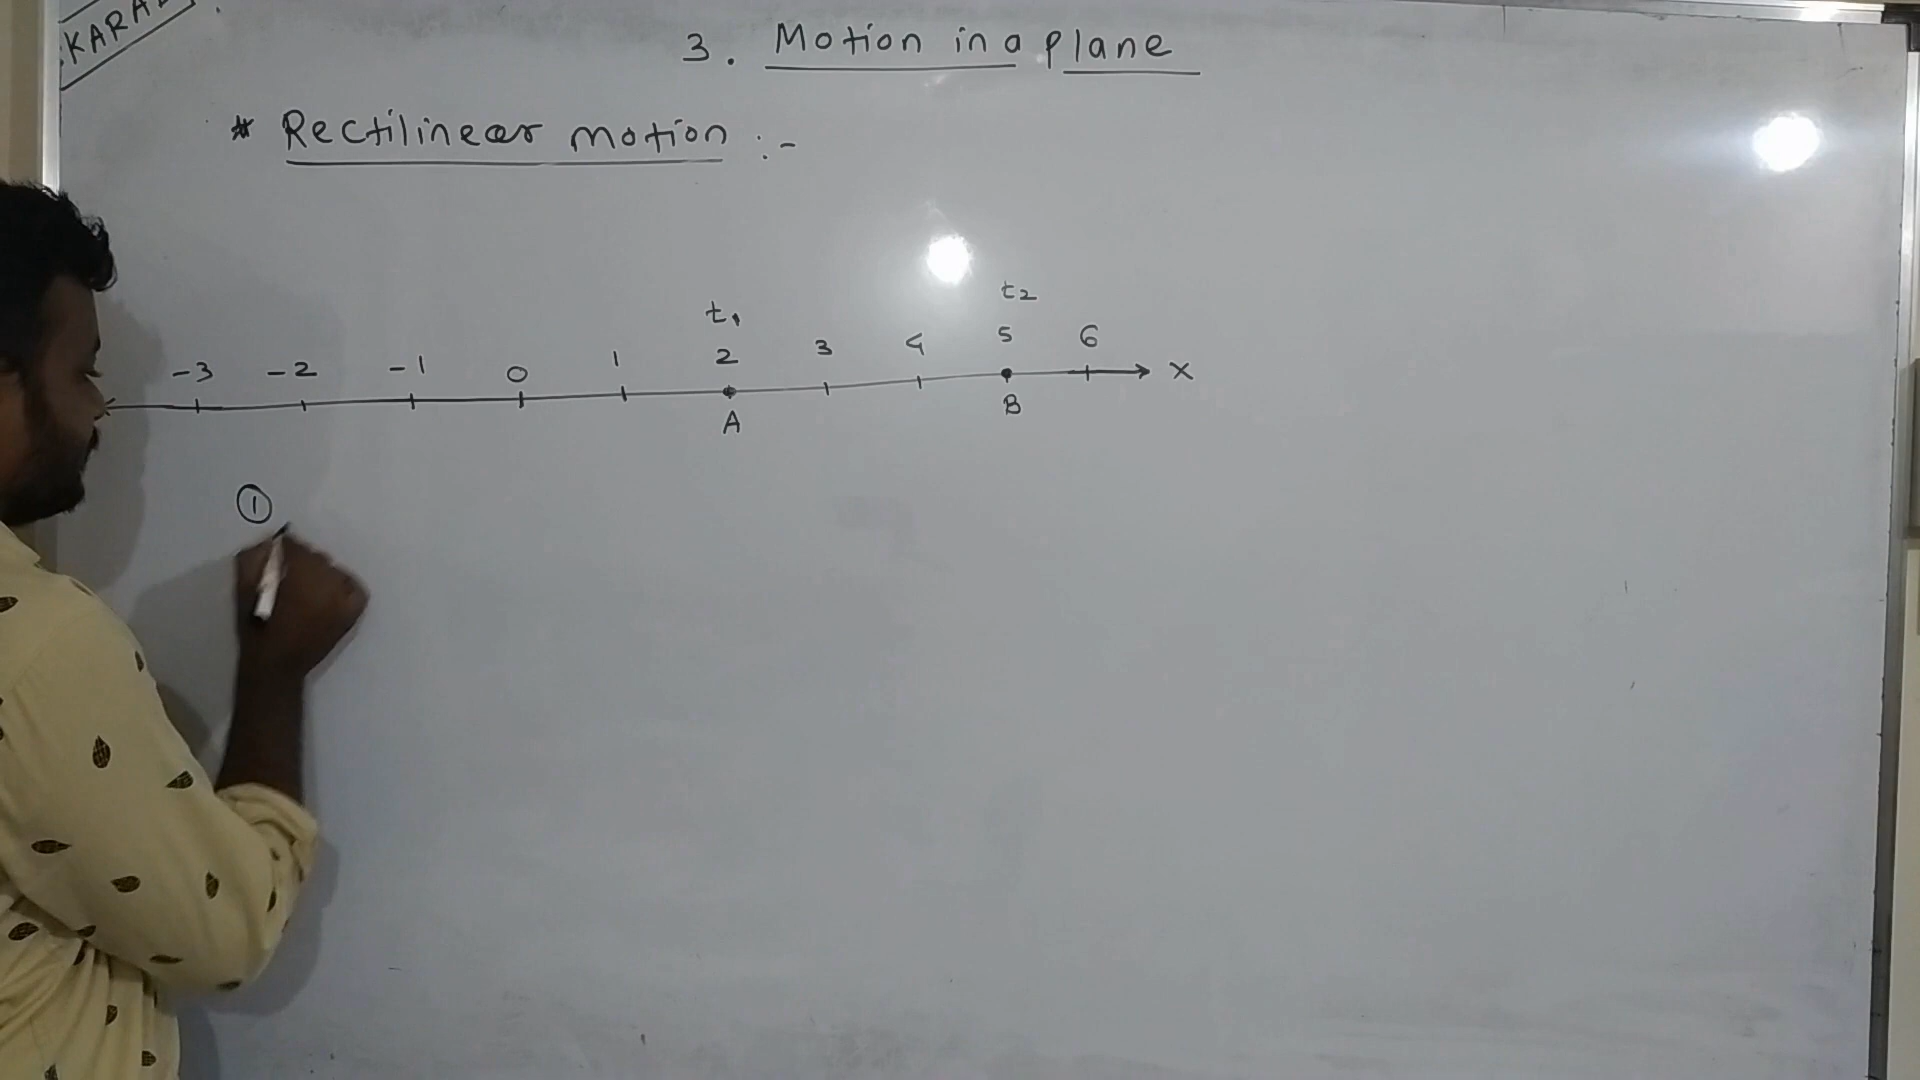 3. Motion in a plane
* Rectilinear motion :-
t₁ t₂
-3 -2 -1 0 1 2 3 4 5 6 X
A B
①